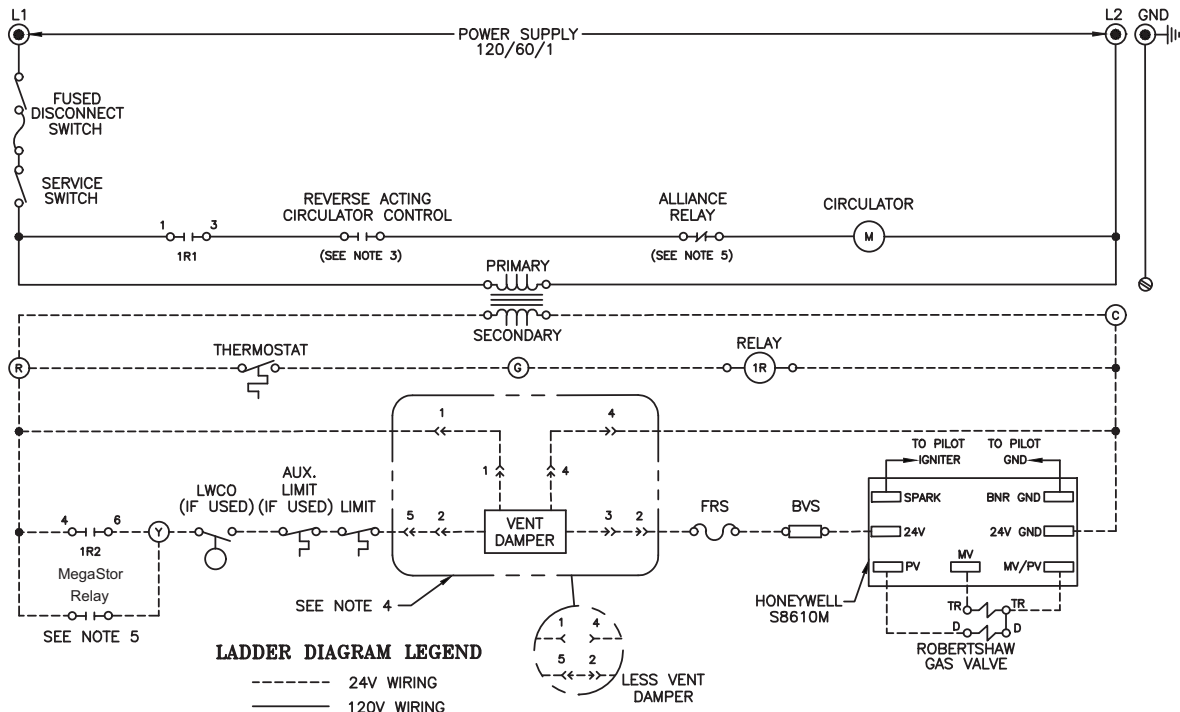 L1
L2 GND
POWER SUPPLY
120/60/1
FUSED
DISCONNECT
SWITCH
SERVICE
SWITCH
1 3
1R1
REVERSE ACTING
CIRCULATOR CONTROL
(SEE NOTE 3)
ALLIANCE
RELAY
(SEE NOTE 5)
CIRCULATOR
M
PRIMARY
SECONDARY
C
R
THERMOSTAT
G
RELAY
1R
1
4
1
4
TO PILOT
IGNITER
TO PILOT
GND
SPARK
BNR GND
4 6
1R2
Y
LWCO
(IF USED)
AUX.
LIMIT
(IF USED)
LIMIT
5 2
VENT
DAMPER
3 2
FRS
BVS
24V
24V GND
PV
MV
MV/PV
MegaStor
Relay
SEE NOTE 5
SEE NOTE 4
HONEYWELL
S8610M
TR TR
D D
ROBERTSHAW
GAS VALVE
1 4
5 2
LESS VENT
DAMPER
LADDER DIAGRAM LEGEND
24V WIRING
120V WIRING